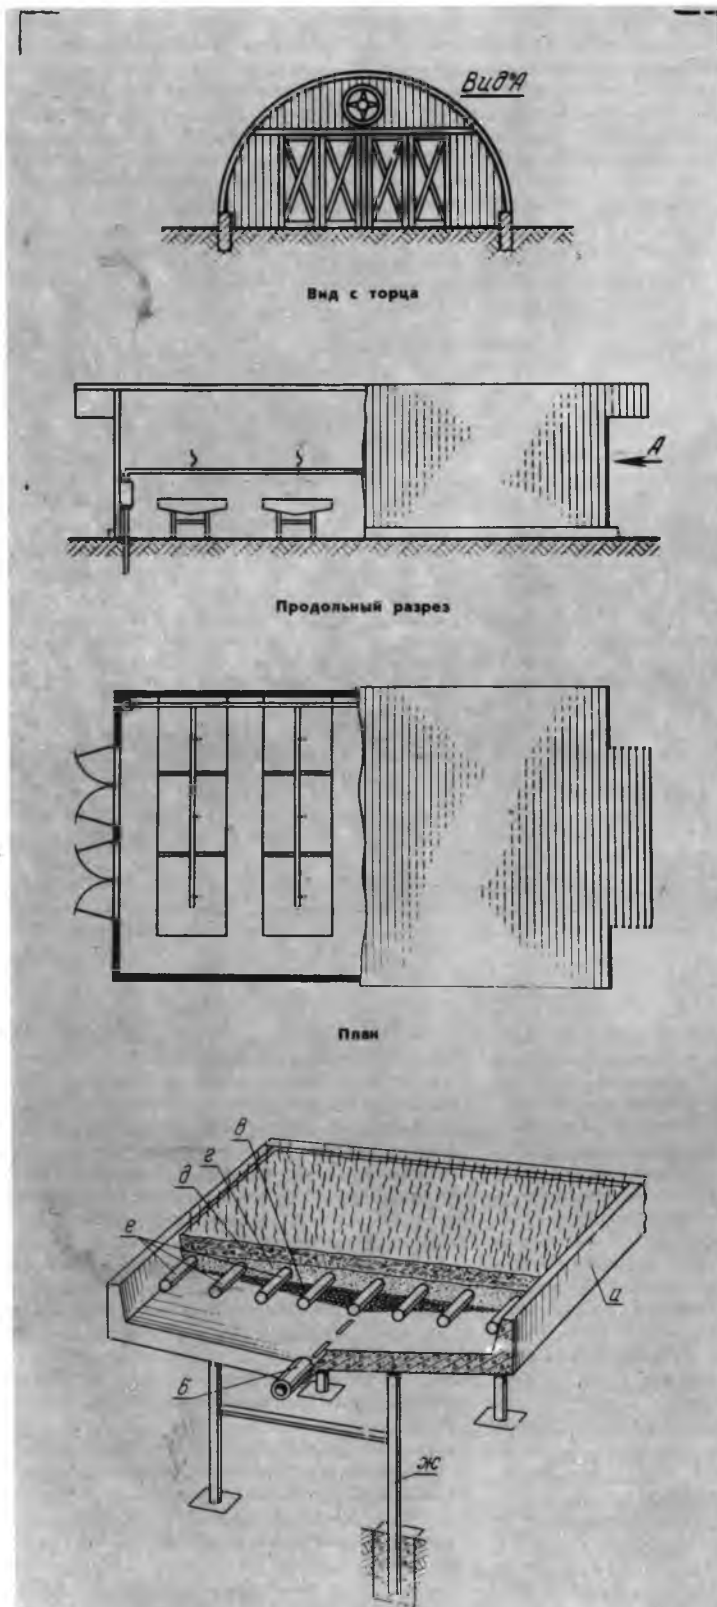 Вид А
Вид с торца
А
Продольный разрез
План
в
г
д
е
а
Б
ж